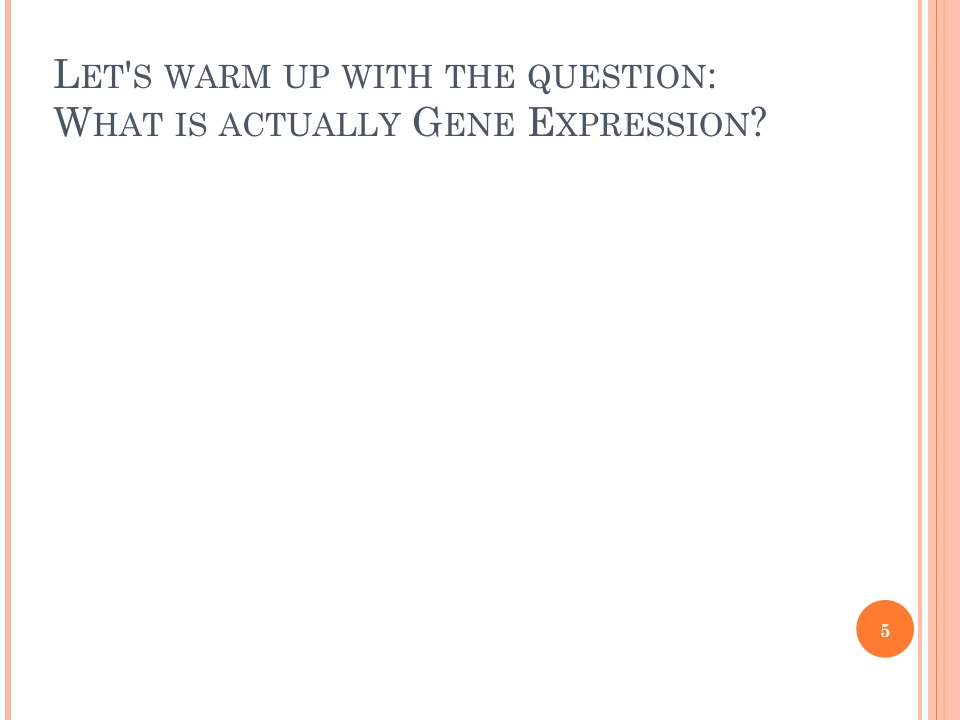 Let's warm up with the question:
What is actually Gene Expression?
5